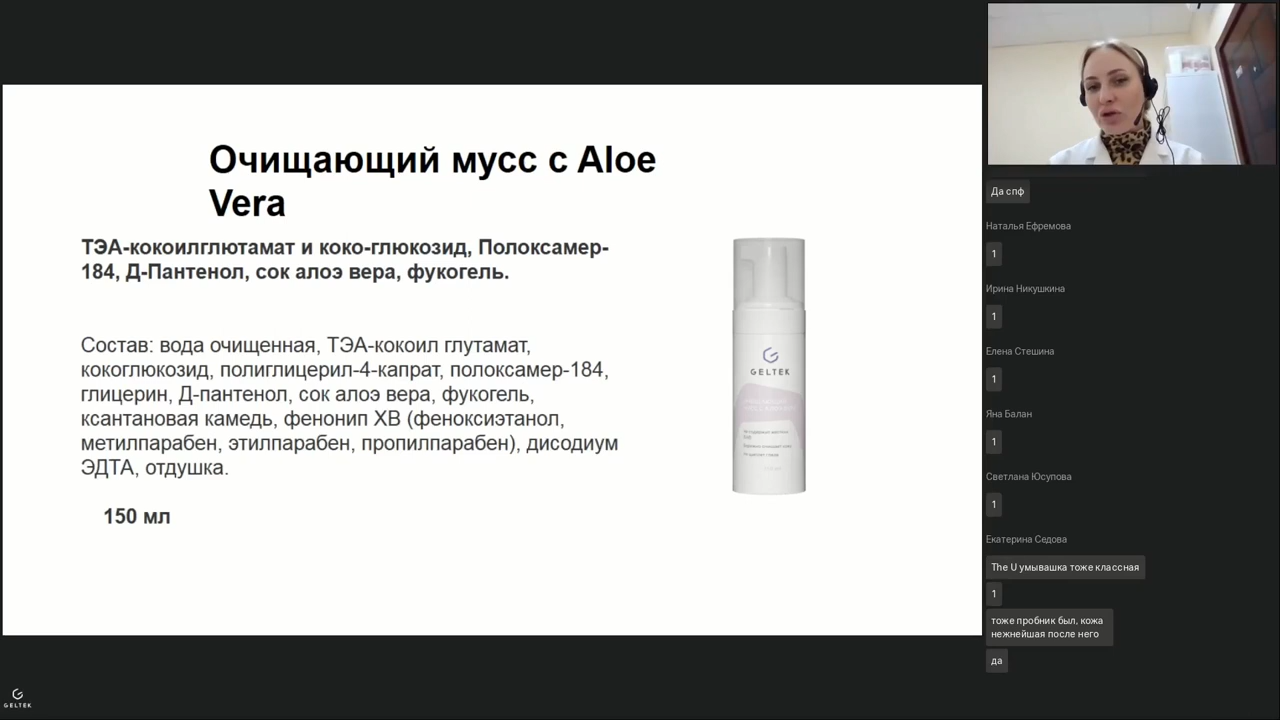 Очищающий мусс с Aloe
Vera
ТЭА-кокоилглютамат и коко-глюкозид, Полоксамер-
184, Д-Пантенол, сок алоэ вера, фукогель.
Состав: вода очищенная, ТЭА-кокоил глутамат,
кокоглюкозид, полиглицерил-4-капрат, полоксамер-184,
глицерин, Д-пантенол, сок алоэ вера, фукогель,
ксантановая камедь, фенонип ХВ (феноксиэтанол,
метилпарабен, этилпарабен, пропилпарабен), дисодиум
ЭДТА, отдушка.
150 мл
GELTEK
Да спф
Наталья Ефремова
1
Ирина Никушкина
1
Елена Стешина
1
Яна Балан
1
Светлана Юсупова
1
Екатерина Седова
The U умывашка тоже классная
1
тоже пробник был, кожа
нежнейшая после него
да
GELTEK